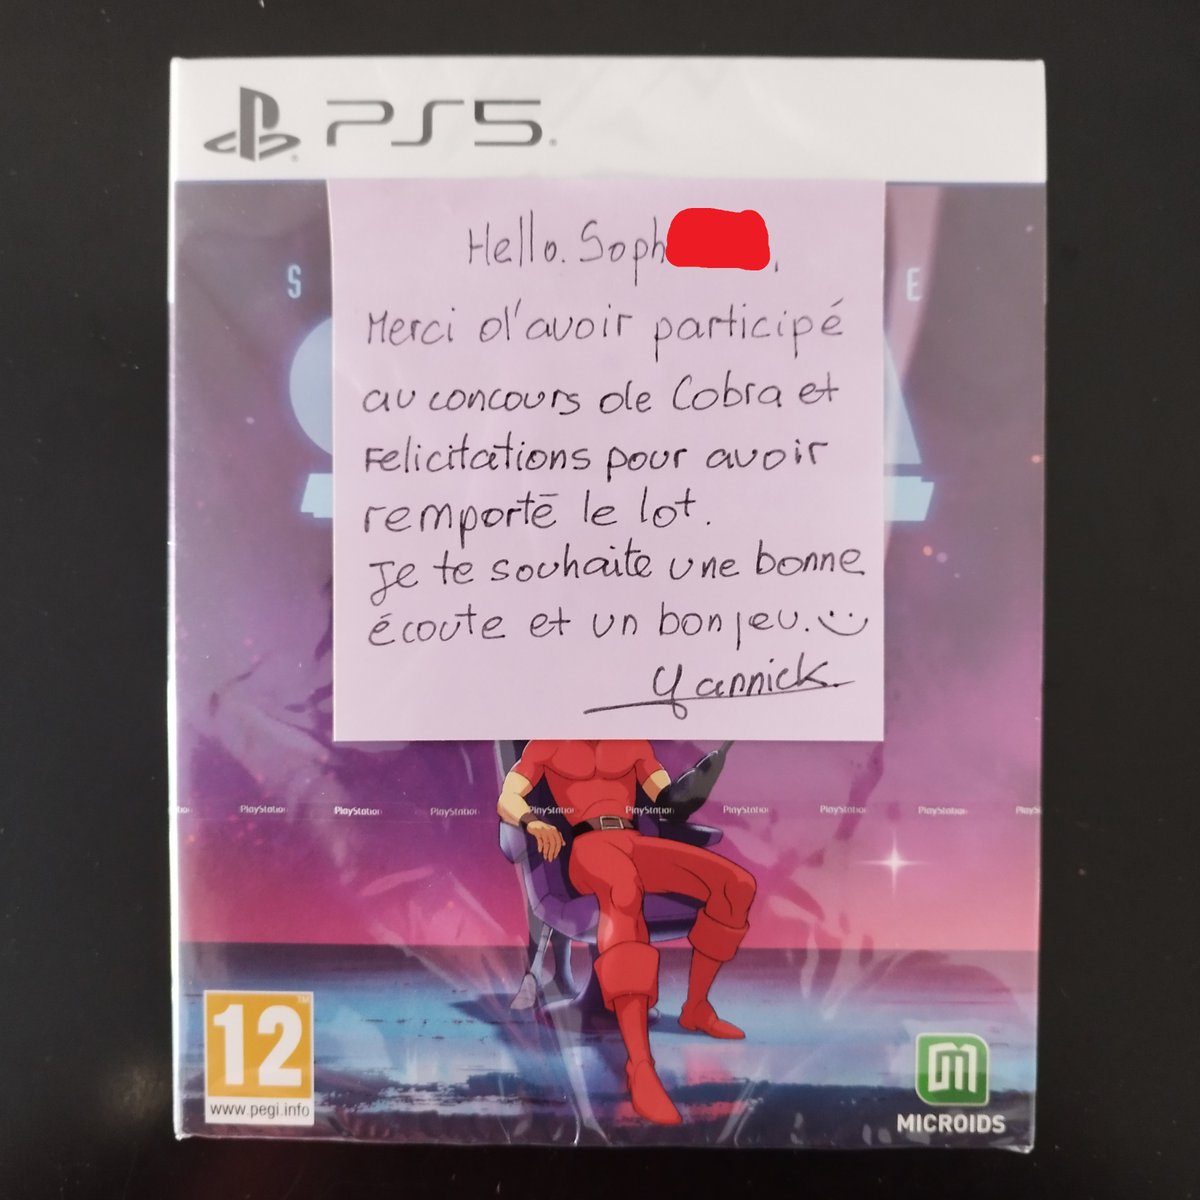 PS5
Hello. Soph
,
Merci d'avoir participé
au concours de Cobra et
Felicitations pour avoir
remporté le lot.
Je te souhaite une bonne
écoute et un bon jeu. :)
Yannick
S E
A
PlayStation PlayStation PlayStation PlayStation PlayStation PlayStation PlayStation PlayStation
12
www.pegi.info
MICROIDS